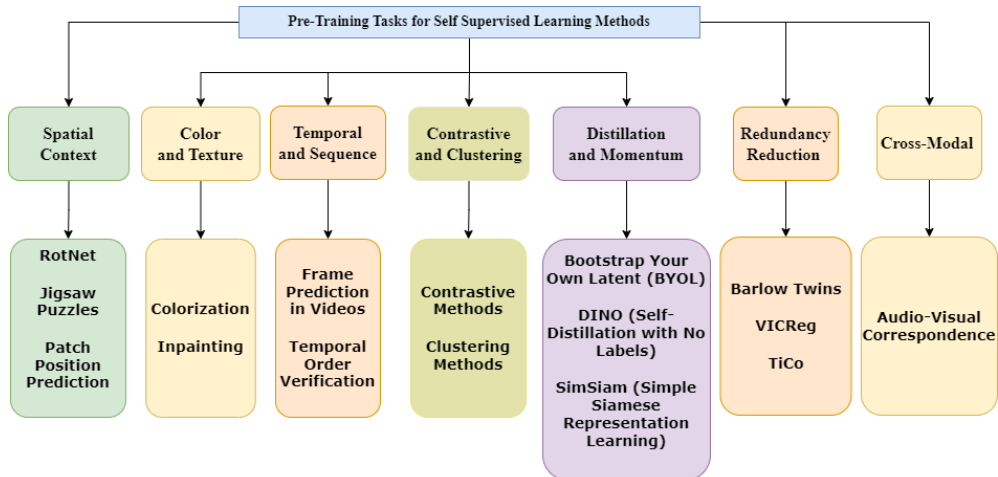 Pre-Training Tasks for Self Supervised Learning Methods
Spatial
Context
Color
and Texture
Temporal
and Sequence
Contrastive
and Clustering
Distillation
and Momentum
Redundancy
Reduction
Cross-Modal
RotNet
Jigsaw
Puzzles
Patch
Position
Prediction
Colorization
Inpainting
Frame
Prediction
in Videos
Temporal
Order
Verification
Contrastive
Methods
Clustering
Methods
Bootstrap Your
Own Latent (BYOL)
DINO (Self-
Distillation with No
Labels)
SimSiam (Simple
Siamese
Representation
Learning)
Barlow Twins
VICReg
TiCo
Audio-Visual
Correspondence